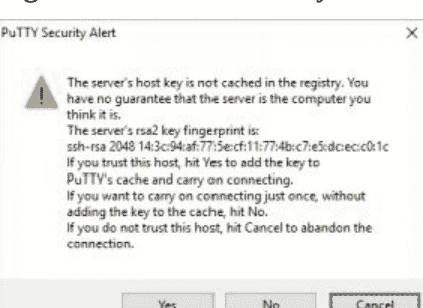 PuTTY Security Alert
The server's host key is not cached in the registry. You
have no guarantee that the server is the computer you
think it is.
The server's rsa2 key fingerprint is:
ssh-rsa 2048 14:3c:94:af:77:5e:cf:11:77:4b:c7:e5:dc:ec:c0:1c
If you trust this host, hit Yes to add the key to
PuTTY's cache and carry on connecting.
If you want to carry on connecting just once, without
adding the key to the cache, hit No.
If you do not trust this host, hit Cancel to abandon the
connection.
Yes No Cancel